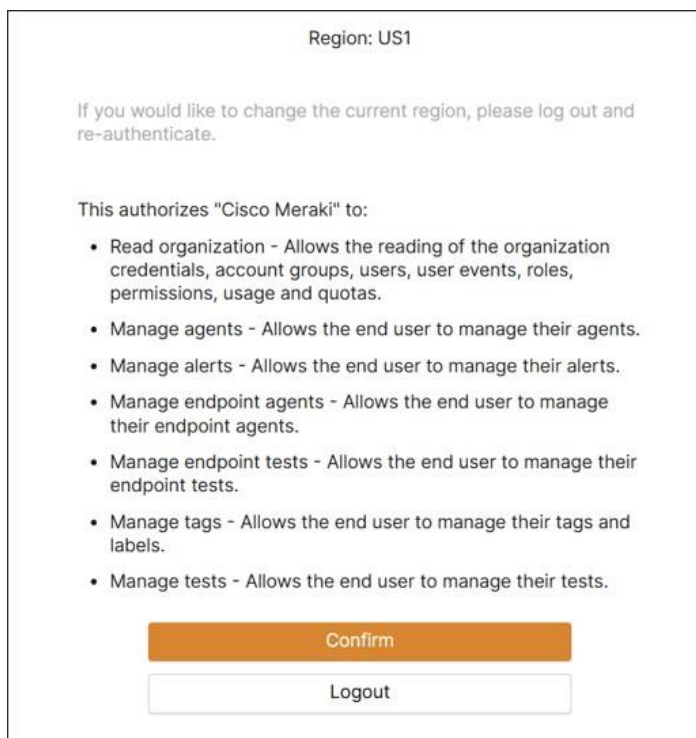 Region: US1
If you would like to change the current region, please log out and
re-authenticate.
This authorizes "Cisco Meraki" to:
• Read organization - Allows the reading of the organization
credentials, account groups, users, user events, roles,
permissions, usage and quotas.
• Manage agents - Allows the end user to manage their agents.
• Manage alerts - Allows the end user to manage their alerts.
• Manage endpoint agents - Allows the end user to manage
their endpoint agents.
• Manage endpoint tests - Allows the end user to manage their
endpoint tests.
• Manage tags - Allows the end user to manage their tags and
labels.
• Manage tests - Allows the end user to manage their tests.
Confirm
Logout